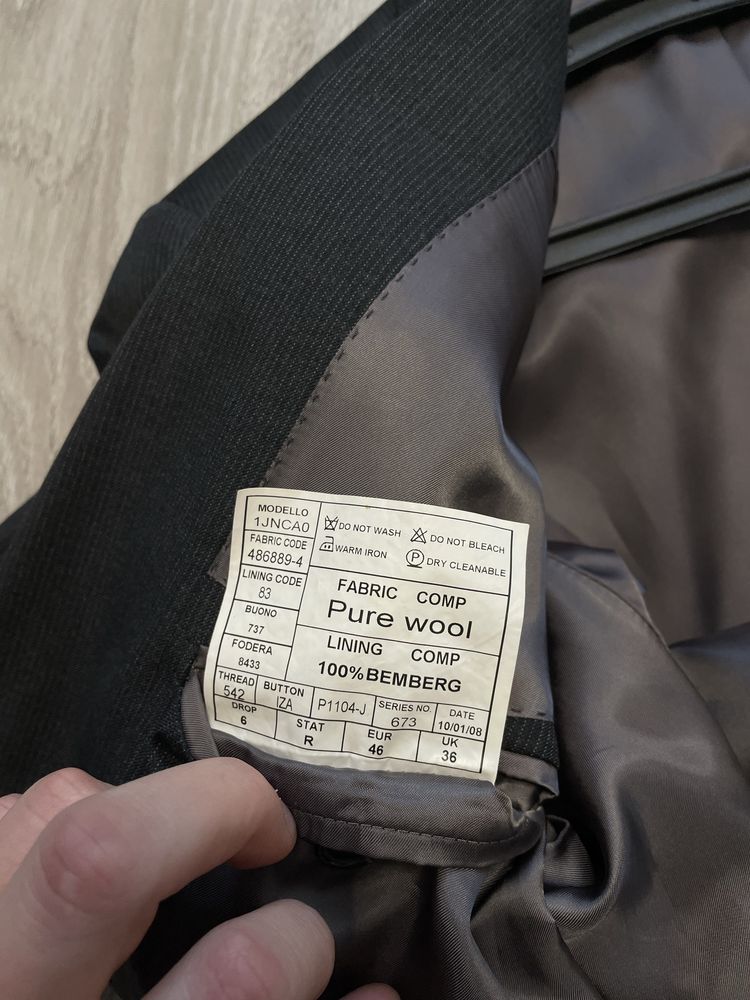 MODELLO
1JNCA0
FABRIC CODE
486889-4
LINING CODE
83
BUONO
737
FODERA
8433
DO NOT WASH
DO NOT BLEACH
WARM IRON
P DRY CLEANABLE
FABRIC COMP
Pure wool
LINING COMP
100%BEMBERG
THREAD
542
BUTTON
IZA
P1104-J
SERIES NO.
673
DATE
10/01/08
DROP
6
STAT
R
EUR
46
UK
36